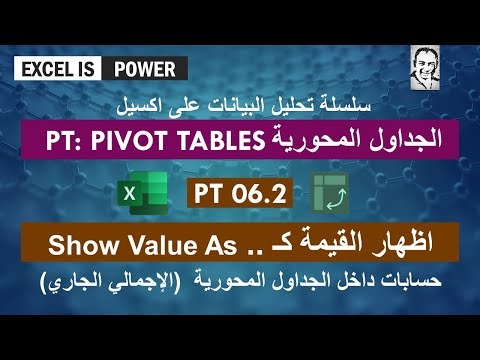 EXCEL IS POWER
سلسلة تحليل البيانات على اكسيل
PT: PIVOT TABLES الجداول المحورية
PT 06.2
اظهار القيمة كـ .. Show Value As
حسابات داخل الجداول المحورية (الإجمالي الجاري)